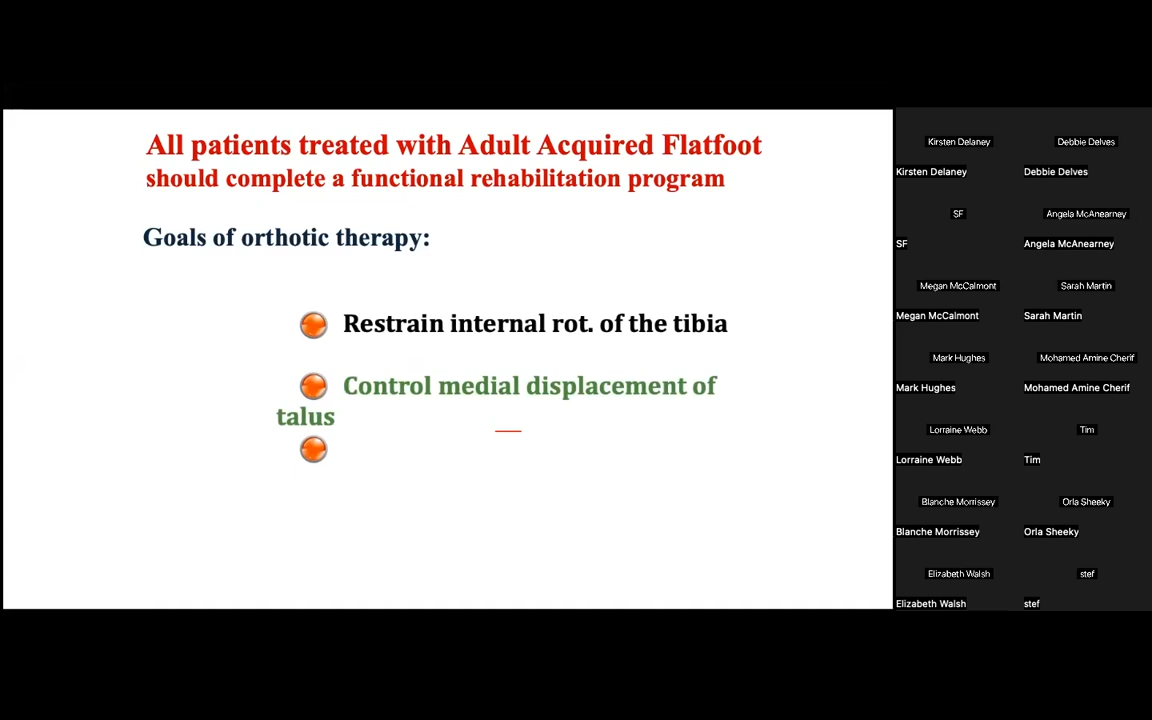 All patients treated with Adult Acquired Flatfoot
should complete a functional rehabilitation program
Goals of orthotic therapy:
Restrain internal rot. of the tibia
Control medial displacement of
talus
Kirsten Delaney
Debbie Delves
Kirsten Delaney
Debbie Delves
SF
Angela McAnearney
SF
Angela McAnearney
Megan McCalmont
Sarah Martin
Megan McCalmont
Sarah Martin
Mark Hughes
Mohamed Amine Cherif
Mark Hughes
Mohamed Amine Cherif
Lorraine Webb
Tim
Lorraine Webb
Tim
Blanche Morrissey
Orla Sheeky
Blanche Morrissey
Orla Sheeky
Elizabeth Walsh
stef
Elizabeth Walsh
stef